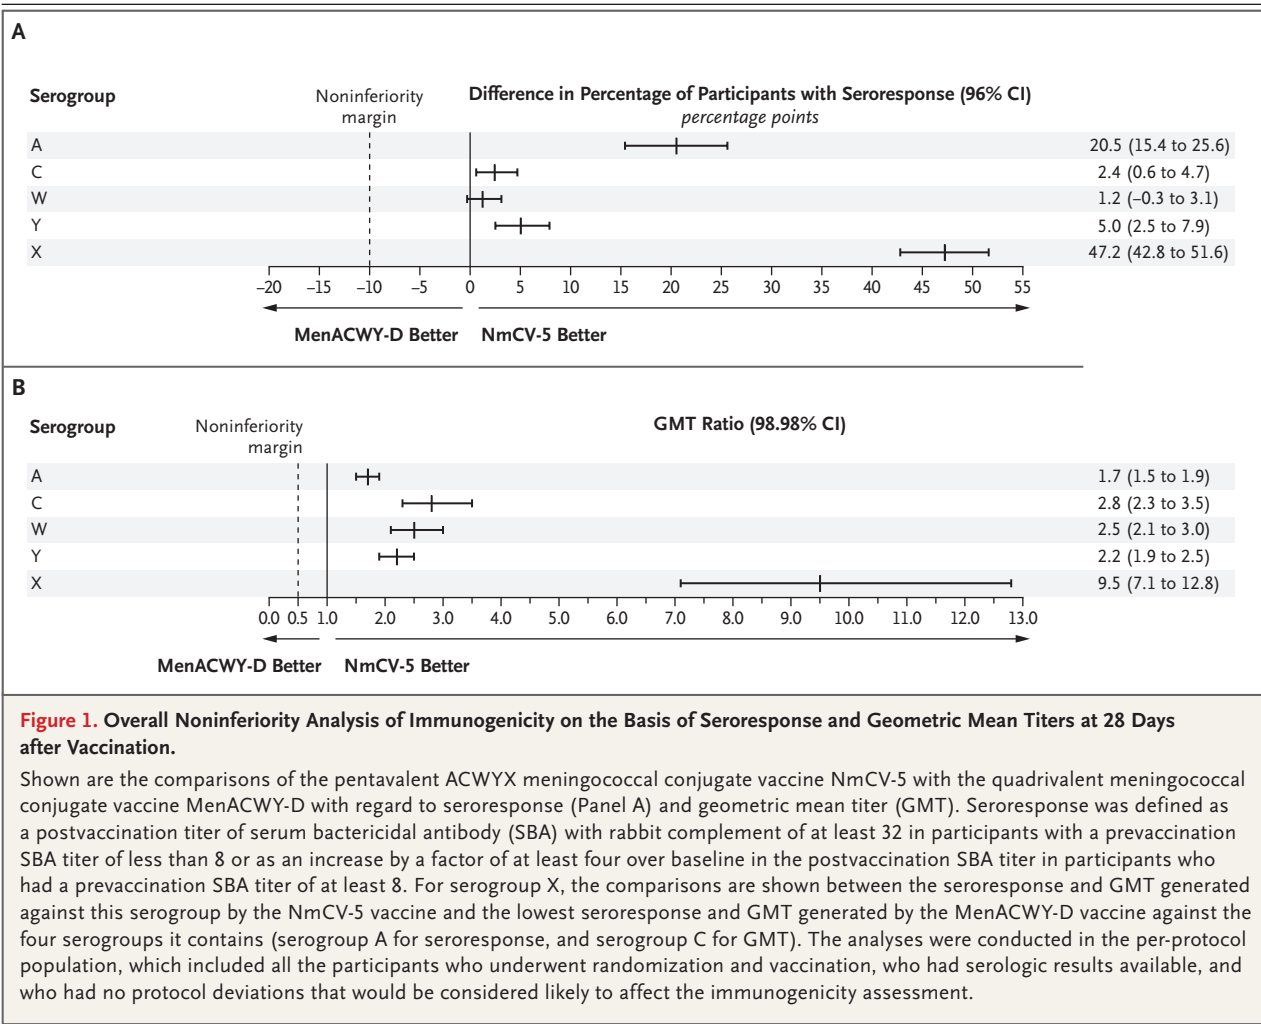 A
Serogroup
Noninferiority
margin
Difference in Percentage of Participants with Seroresponse (96% CI)
percentage points
A 20.5 (15.4 to 25.6)
C 2.4 (0.6 to 4.7)
W 1.2 (−0.3 to 3.1)
Y 5.0 (2.5 to 7.9)
X 47.2 (42.8 to 51.6)
−20 −15 −10 −5 0 5 10 15 20 25 30 35 40 45 50 55
MenACWY-D Better NmCV-5 Better
B
Serogroup
Noninferiority
margin
GMT Ratio (98.98% CI)
A 1.7 (1.5 to 1.9)
C 2.8 (2.3 to 3.5)
W 2.5 (2.1 to 3.0)
Y 2.2 (1.9 to 2.5)
X 9.5 (7.1 to 12.8)
0.0 0.5 1.0 2.0 3.0 4.0 5.0 6.0 7.0 8.0 9.0 10.0 11.0 12.0 13.0
MenACWY-D Better NmCV-5 Better
Figure 1. Overall Noninferiority Analysis of Immunogenicity on the Basis of Seroresponse and Geometric Mean Titers at 28 Days
after Vaccination.
Shown are the comparisons of the pentavalent ACWYX meningococcal conjugate vaccine NmCV-5 with the quadrivalent meningococcal
conjugate vaccine MenACWY-D with regard to seroresponse (Panel A) and geometric mean titer (GMT). Seroresponse was defined as
a postvaccination titer of serum bactericidal antibody (SBA) with rabbit complement of at least 32 in participants with a prevaccination
SBA titer of less than 8 or as an increase by a factor of at least four over baseline in the postvaccination SBA titer in participants who
had a prevaccination SBA titer of at least 8. For serogroup X, the comparisons are shown between the seroresponse and GMT generated
against this serogroup by the NmCV-5 vaccine and the lowest seroresponse and GMT generated by the MenACWY-D vaccine against the
four serogroups it contains (serogroup A for seroresponse, and serogroup C for GMT). The analyses were conducted in the per-protocol
population, which included all the participants who underwent randomization and vaccination, who had serologic results available, and
who had no protocol deviations that would be considered likely to affect the immunogenicity assessment.